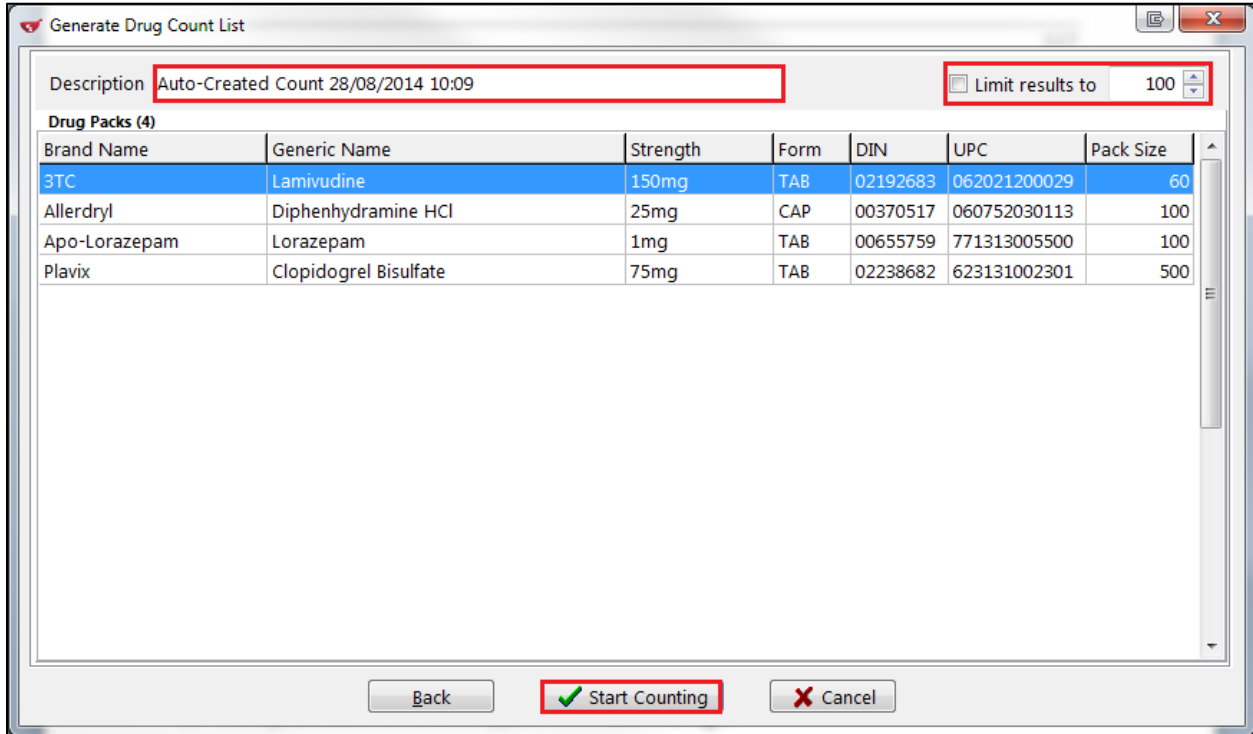 Generate Drug Count List
Description Auto-Created Count 28/08/2014 10:09 Limit results to 100
Drug Packs (4)
Brand Name Generic Name Strength Form DIN UPC Pack Size
3TC Lamivudine 150mg TAB 02192683 062021200029 60
Allerdryl Diphenhydramine HCl 25mg CAP 00370517 060752030113 100
Apo-Lorazepam Lorazepam 1mg TAB 00655759 771313005500 100
Plavix Clopidogrel Bisulfate 75mg TAB 02238682 623131002301 500
Back Start Counting Cancel